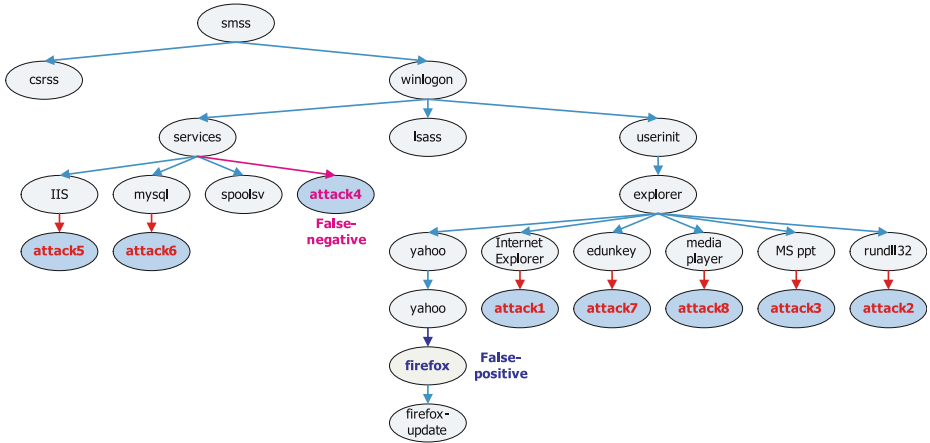 smss
csrss
winlogon
services
lsass
userinit
IIS
mysql
spoolsv
attack4
explorer
False-
negative
attack5
attack6
yahoo
Internet
Explorer
edunkey
media
player
MS ppt
rundll32
yahoo
attack1
attack7
attack8
attack3
attack2
firefox
False-
positive
firefox-
update